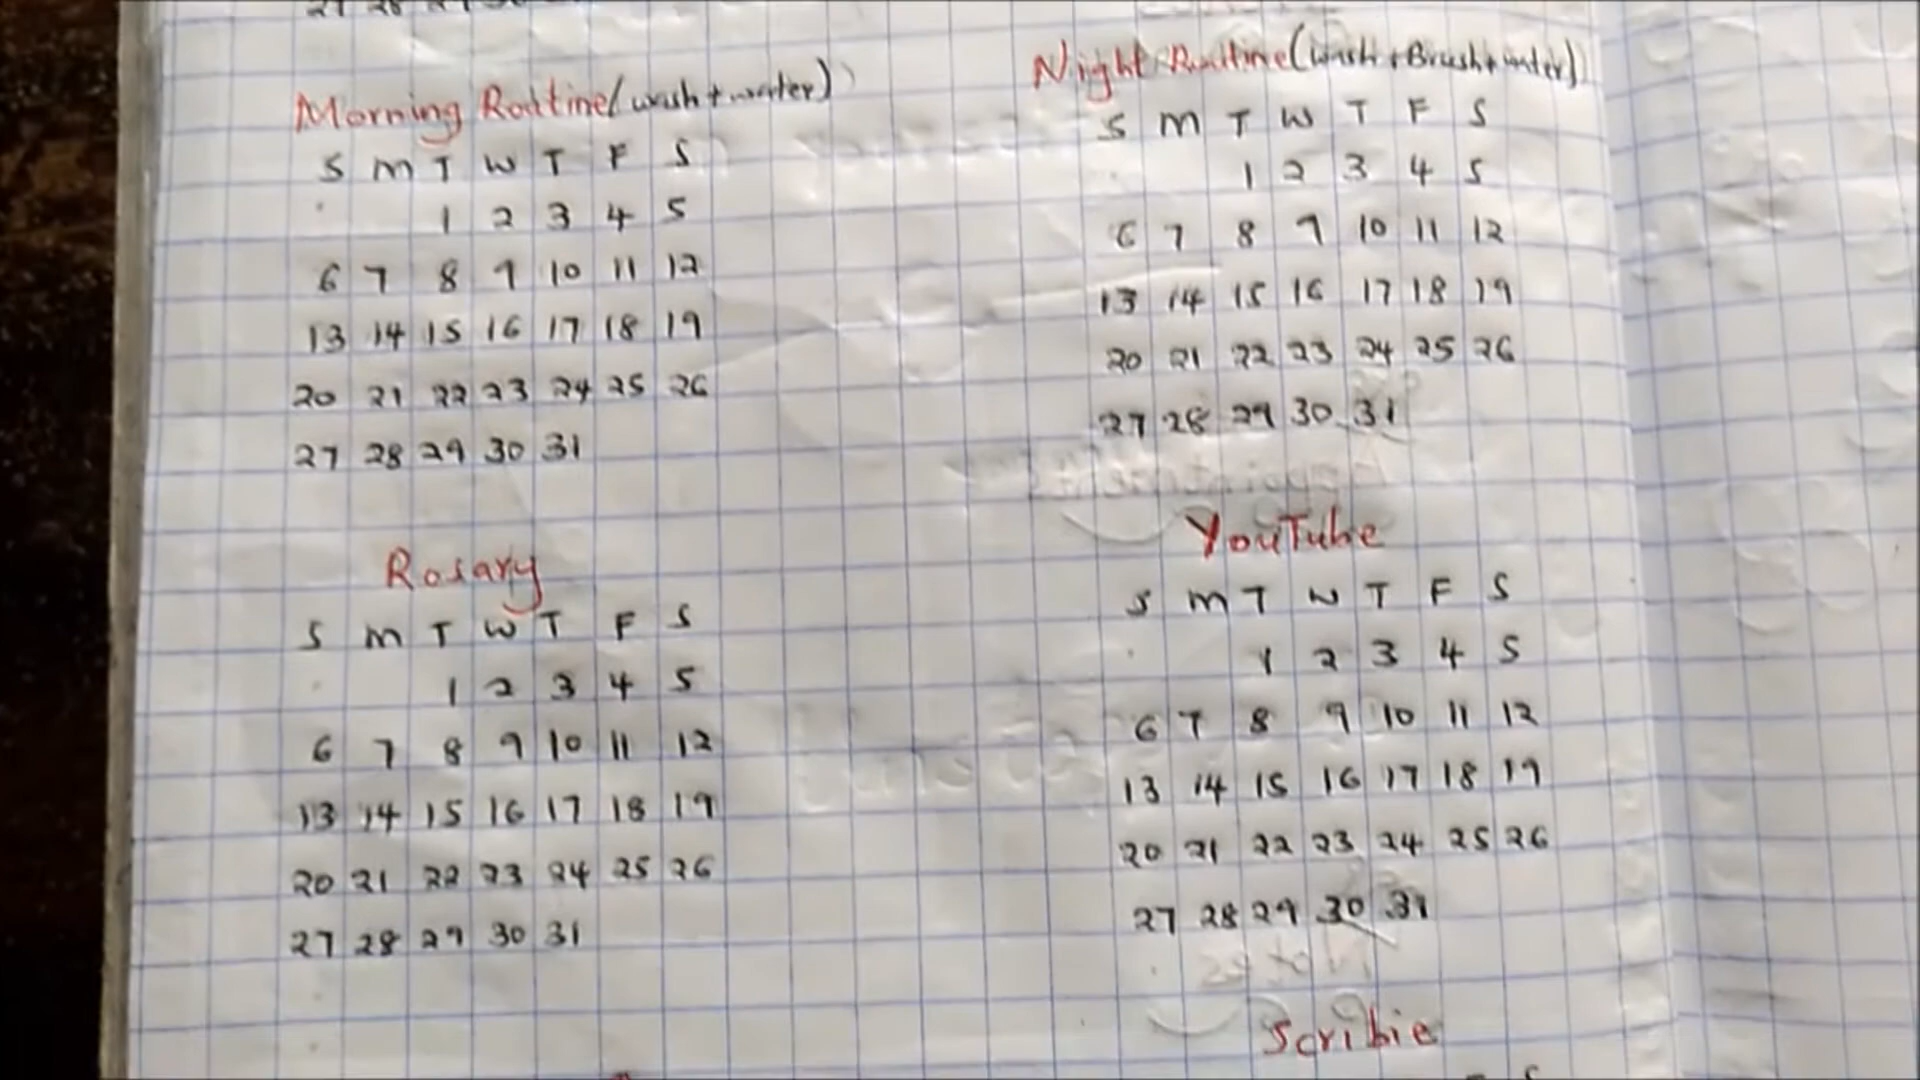 27 28 29 30
Morning Routine (wash + water)
S M T W T F S
1 2 3 4 5
6 7 8 9 10 11 12
13 14 15 16 17 18 19
20 21 22 23 24 25 26
27 28 29 30 31
Night Routine (wash + Brush + water)
S M T W T F S
1 2 3 4 5
6 7 8 9 10 11 12
13 14 15 16 17 18 19
20 21 22 23 24 25 26
27 28 29 30 31
Rosary
S M T W T F S
1 2 3 4 5
6 7 8 9 10 11 12
13 14 15 16 17 18 19
20 21 22 23 24 25 26
27 28 29 30 31
YouTube
S M T W T F S
1 2 3 4 5
6 7 8 9 10 11 12
13 14 15 16 17 18 19
20 21 22 23 24 25 26
27 28 29 30 31
Scribie